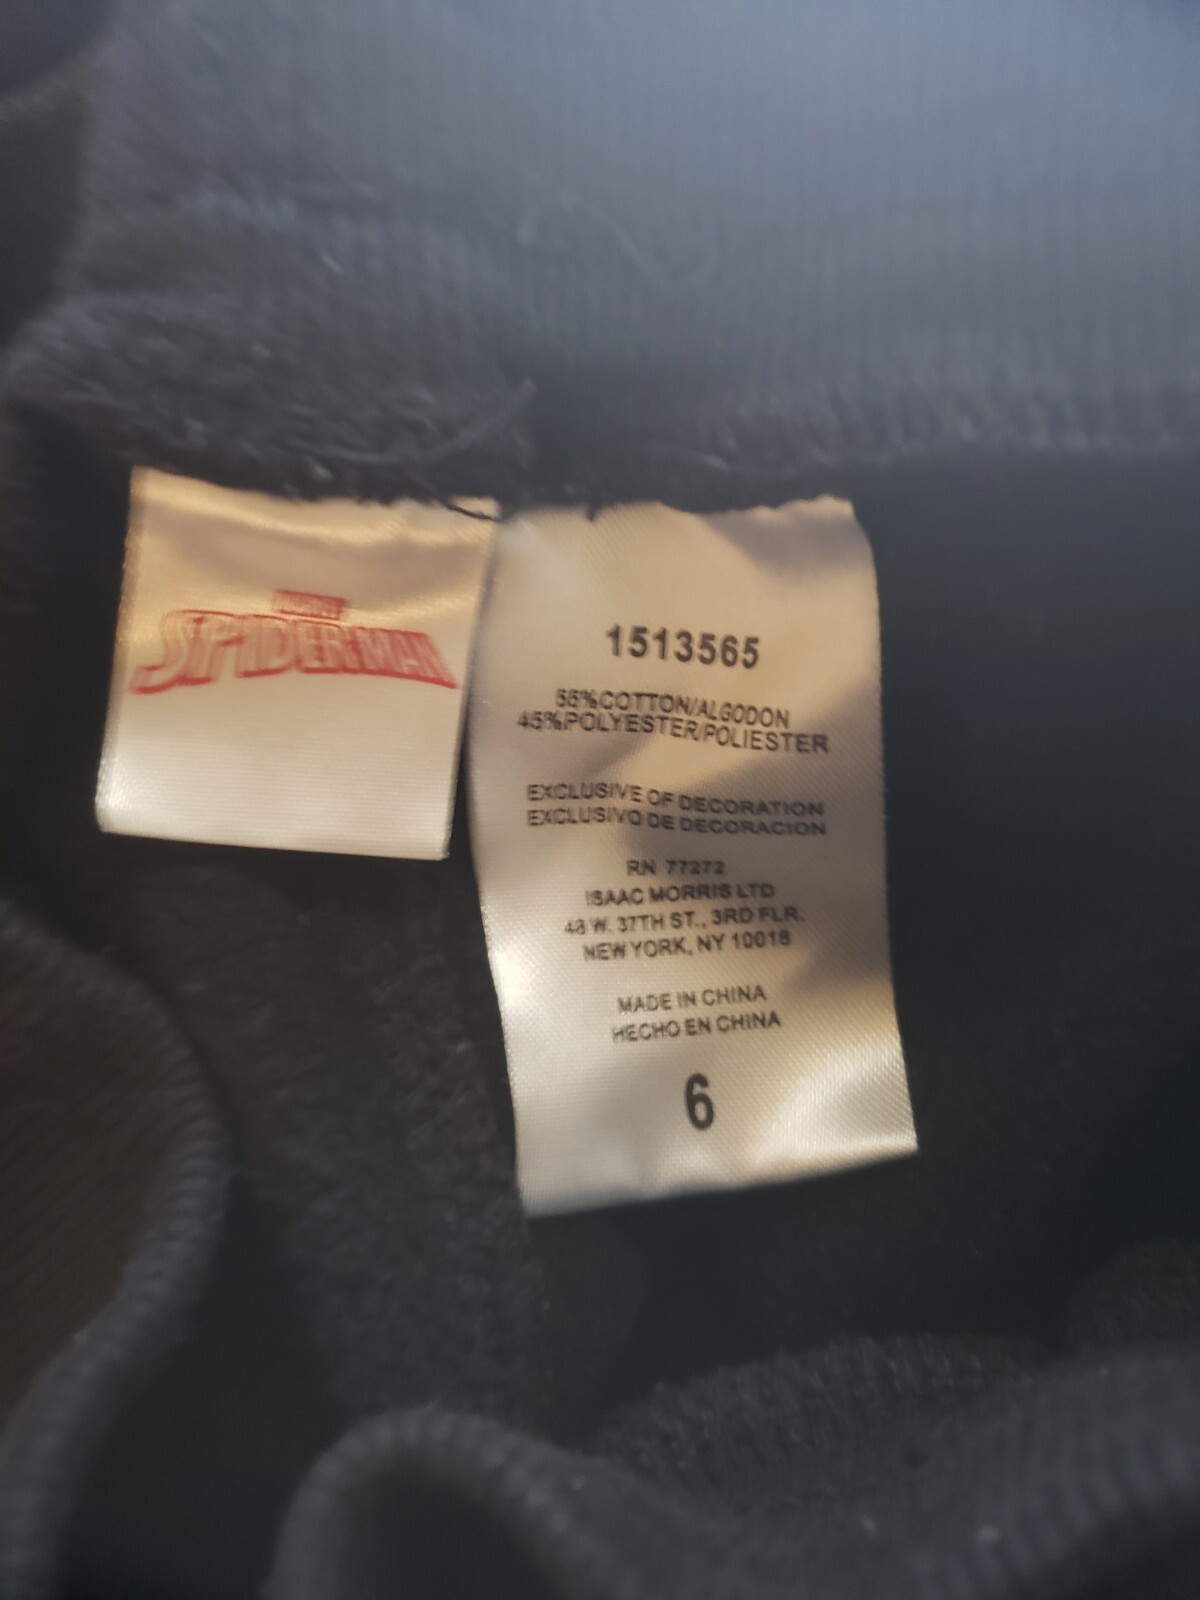 MARVEL
SPIDER-MAN
1513565
55%COTTON/ALGODON
45%POLYESTER/POLIESTER
EXCLUSIVE OF DECORATION
EXCLUSIVO DE DECORACION
RN 77272
ISAAC MORRIS LTD
48 W. 37TH ST., 3RD FLR.
NEW YORK, NY 10018
MADE IN CHINA
HECHO EN CHINA
6